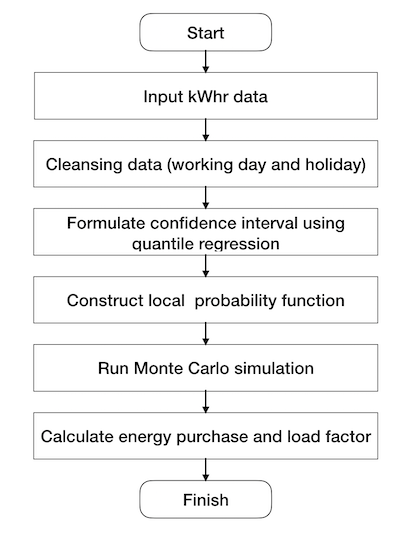 Start
Input kWhr data
Cleansing data (working day and holiday)
Formulate confidence interval using
quantile regression
Construct local probability function
Run Monte Carlo simulation
Calculate energy purchase and load factor
Finish